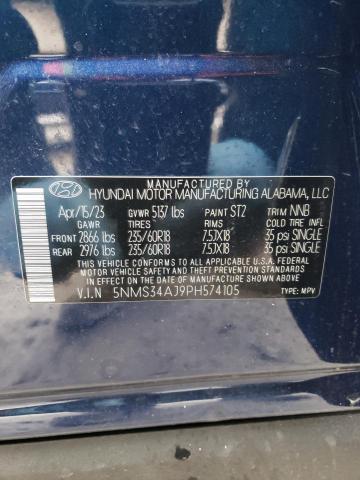 HYUNDAI MOTOR MANUFACTURING ALABAMA, LLC
Apr/15/23 GVWR 5137 lbs PAINT ST2 TRIM NNB
GAWR TIRES RIMS COLD TIRE INFL
FRONT 2866 lbs 235/60R18 7.5JX18 35 psi SINGLE
REAR 2976 lbs 235/60R18 7.5JX18 35 psi SINGLE
THIS VEHICLE CONFORMS TO ALL APPLICABLE U.S.A. FEDERAL
MOTOR VEHICLE SAFETY, BUMPER, AND THEFT PREVENTION STANDARDS
IN EFFECT ON THE DATE OF MANUFACTURE SHOWN ABOVE.
V.I.N 5NMS34AJ9PH574105 TYPE: MPV